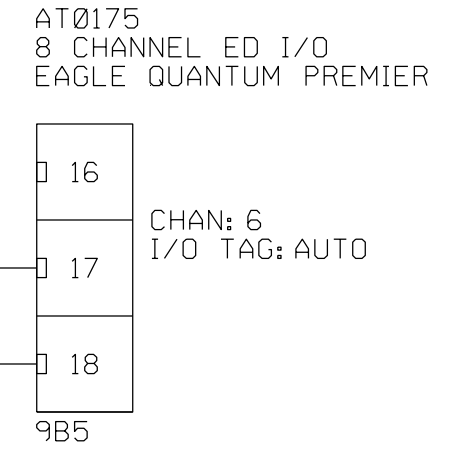 AT0175
8 CHANNEL ED I/O
EAGLE QUANTUM PREMIER
16
CHAN: 6
I/O TAG: AUTO
17
18
9B5